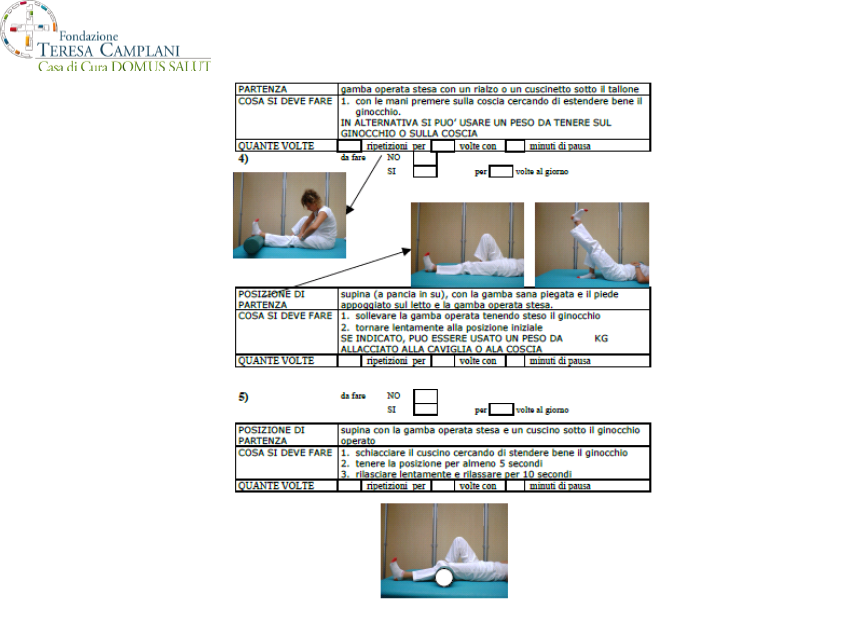 Fondazione
TERESA CAMPLANI
Casa di Cura DOMUS SALUT
PARTENZA gamba operata stesa con un rialzo o un cuscinetto sotto il tallone
COSA SI DEVE FARE 1. con le mani premere sulla coscia cercando di estendere bene il
ginocchio.
IN ALTERNATIVA SI PUO' USARE UN PESO DA TENERE SUL
GINOCCHIO O SULLA COSCIA
QUANTE VOLTE ripetizioni per volte con minuti di pausa
4) da fare NO
SI per volte al giorno
POSIZIONE DI supina (a pancia in su), con la gamba sana piegata e il piede
PARTENZA appoggiato sul letto e la gamba operata stesa.
COSA SI DEVE FARE 1. sollevare la gamba operata tenendo steso il ginocchio
2. tornare lentamente alla posizione iniziale
SE INDICATO, PUO ESSERE USATO UN PESO DA KG
ALLACCIATO ALLA CAVIGLIA O ALA COSCIA
QUANTE VOLTE ripetizioni per volte con minuti di pausa
5) da fare NO
SI per volte al giorno
POSIZIONE DI supina con la gamba operata stesa e un cuscino sotto il ginocchio
PARTENZA operato
COSA SI DEVE FARE 1. schiacciare il cuscino cercando di stendere bene il ginocchio
2. tenere la posizione per almeno 5 secondi
3. rilasciare lentamente e rilassare per 10 secondi
QUANTE VOLTE ripetizioni per volte con minuti di pausa